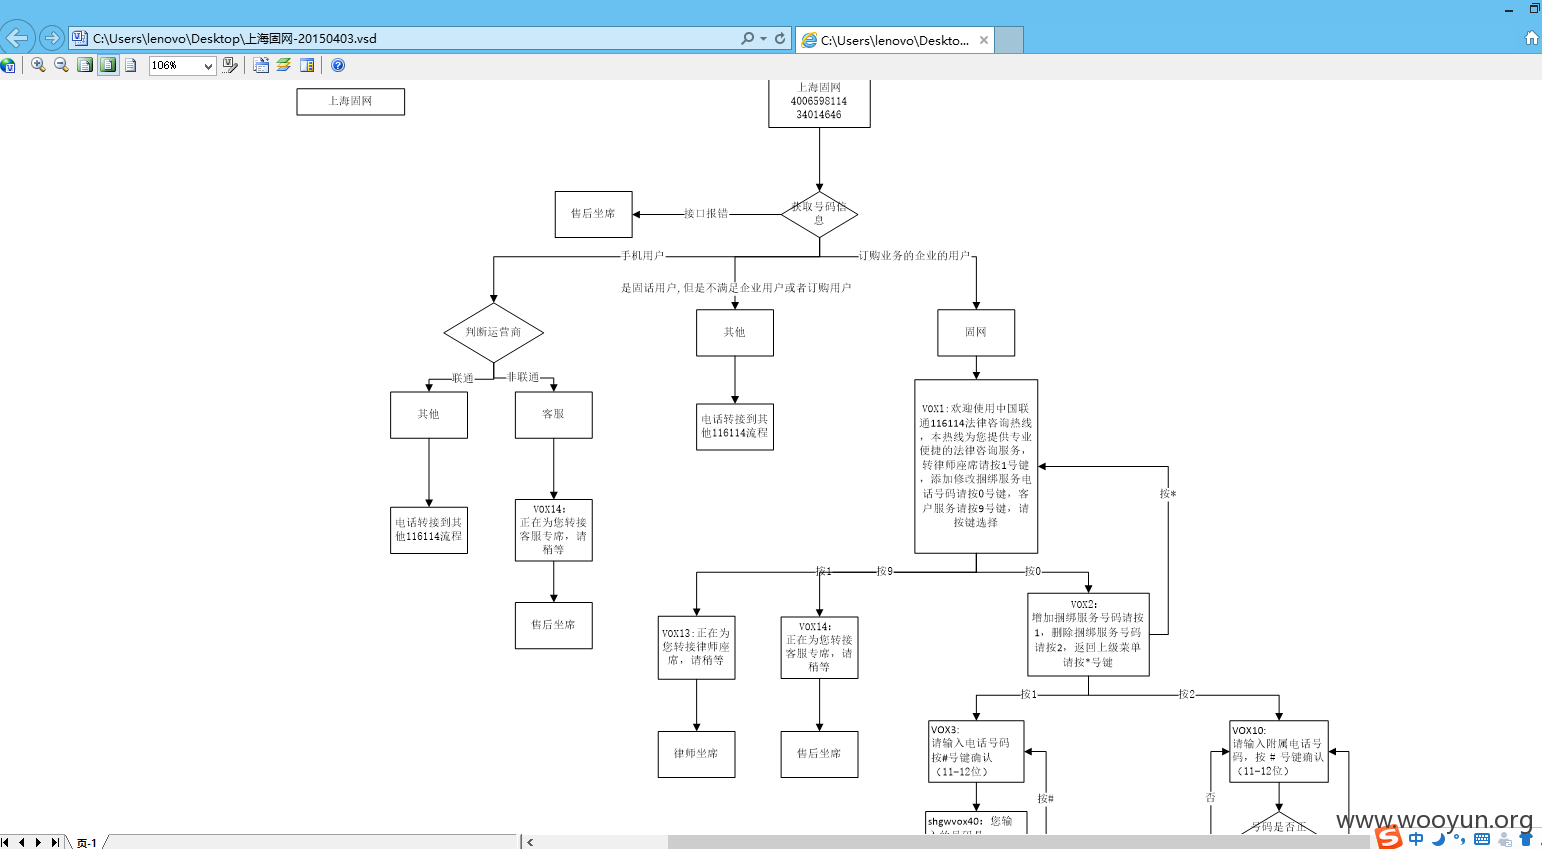 C:\Users\lenovo\Desktop\上海固网-20150403.vsd
C:\Users\lenovo\Deskto...
106%
上海固网
上海固网
4006598114
34014646
获取号码信
息
接口报错
售后坐席
手机用户
订购业务的企业的用户
是固话用户,但是不满足企业用户或者订购用户
判断运营商
其他
固网
联通
非联通
其他
客服
电话转接到其
他116114流程
VOX1:欢迎使用中国联
通116114法律咨询热线
，本热线为您提供专业
便捷的法律咨询服务，
转律师座席请按1号键
，添加修改捆绑服务电
话号码请按0号键，客
户服务请按9号键，请
按键选择
按*
电话转接到其
他116114流程
VOX14:
正在为您转接
客服专席，请
稍等
售后坐席
按1
按9
按0
VOX13:正在为
您转接律师座
席，请稍等
VOX14:
正在为您转接
客服专席，请
稍等
VOX2:
增加捆绑服务号码请按
1，删除捆绑服务号码
请按2，返回上级菜单
请按*号键
按1
按2
律师坐席
售后坐席
VOX3:
请输入电话号码
按#号键确认
（11-12位）
VOX10:
请输入附属电话号
码，按 # 号键确认
（11-12位）
按#
否
shgwvox40: 您输
号码是否正
www.wooyun.org
页-1
中